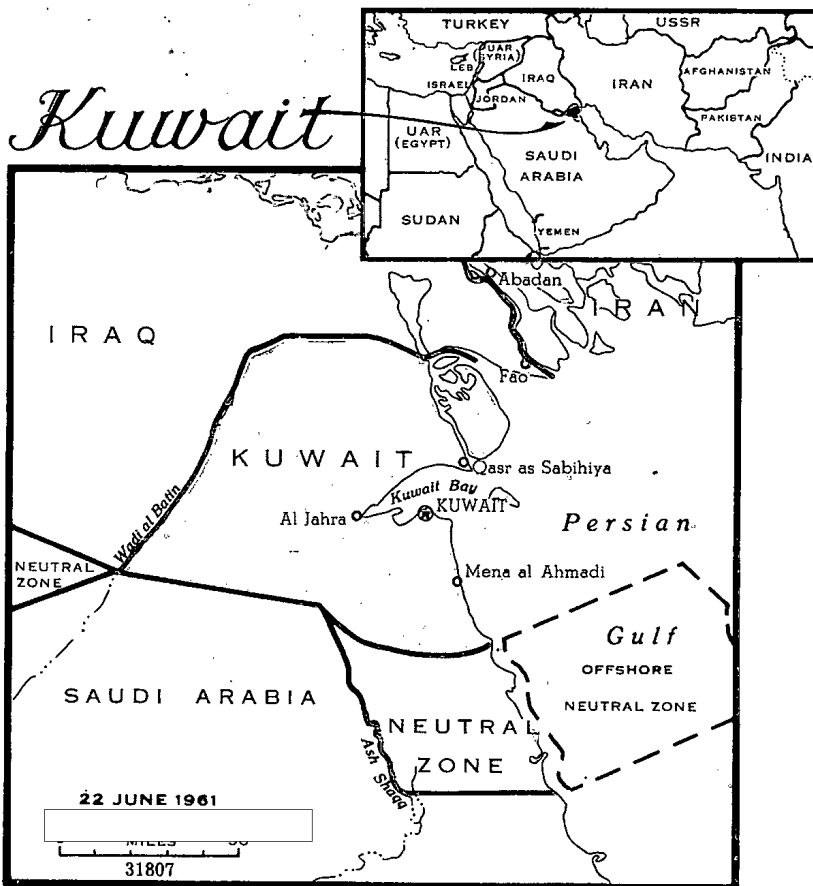 Kuwait
TURKEY
USSR
UAR
(SYRIA)
LEB
ISRAEL
JORDAN
IRAQ
IRAN
AFGHANISTAN
PAKISTAN
INDIA
UAR
(EGYPT)
SAUDI
ARABIA
SUDAN
YEMEN
Abadan
IRAN
IRAQ
Fao
KUWAIT
Qasr as Sabihiya
Kuwait Bay
Al Jahra
KUWAIT
Wadi al Batin
Persian
NEUTRAL
ZONE
Mena al Ahmadi
Gulf
OFFSHORE
NEUTRAL ZONE
SAUDI ARABIA
NEUTRAL
ZONE
Ash Shaqq
22 JUNE 1961
MILES
31807